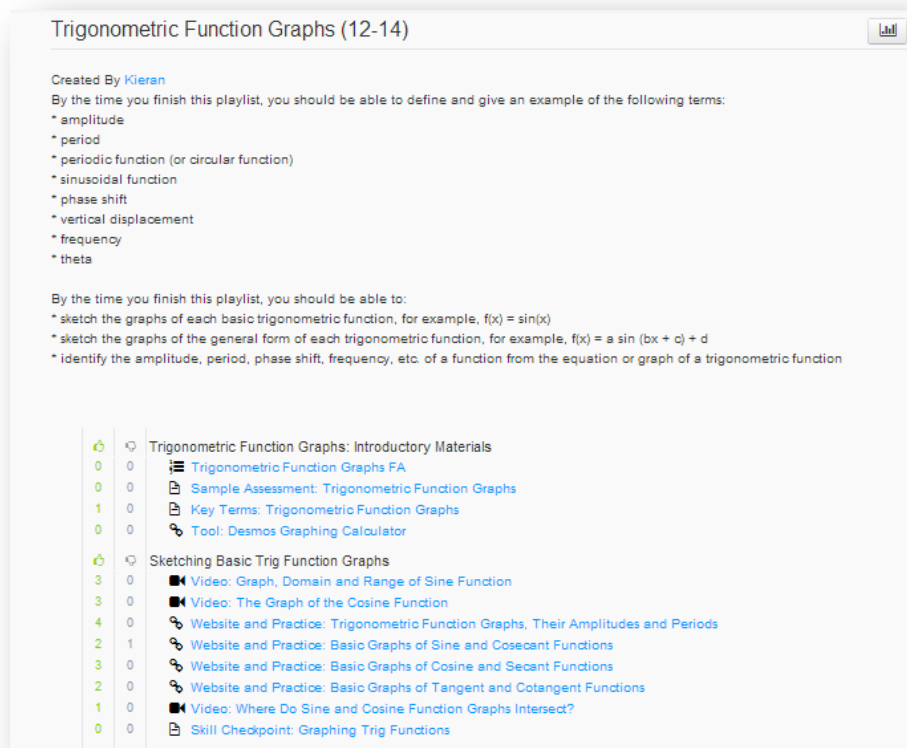 Trigonometric Function Graphs (12-14)
Created By Kieran
By the time you finish this playlist, you should be able to define and give an example of the following terms:
* amplitude
* period
* periodic function (or circular function)
* sinusoidal function
* phase shift
* vertical displacement
* frequency
* theta
By the time you finish this playlist, you should be able to:
* sketch the graphs of each basic trigonometric function, for example, f(x) = sin(x)
* sketch the graphs of the general form of each trigonometric function, for example, f(x) = a sin (bx + c) + d
* identify the amplitude, period, phase shift, frequency, etc. of a function from the equation or graph of a trigonometric function
Trigonometric Function Graphs: Introductory Materials
0 0 Trigonometric Function Graphs FA
0 0 Sample Assessment: Trigonometric Function Graphs
1 0 Key Terms: Trigonometric Function Graphs
0 0 Tool: Desmos Graphing Calculator
Sketching Basic Trig Function Graphs
3 0 Video: Graph, Domain and Range of Sine Function
3 0 Video: The Graph of the Cosine Function
4 0 Website and Practice: Trigonometric Function Graphs, Their Amplitudes and Periods
2 1 Website and Practice: Basic Graphs of Sine and Cosecant Functions
3 0 Website and Practice: Basic Graphs of Cosine and Secant Functions
2 0 Website and Practice: Basic Graphs of Tangent and Cotangent Functions
1 0 Video: Where Do Sine and Cosine Function Graphs Intersect?
0 0 Skill Checkpoint: Graphing Trig Functions